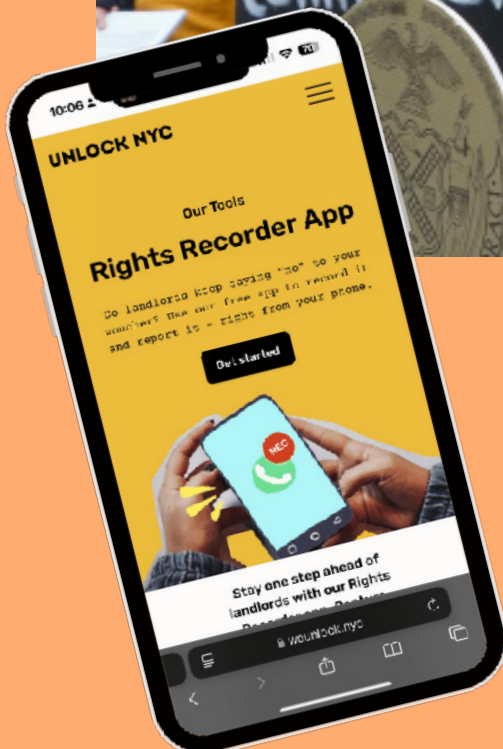 10:06
70
UNLOCK NYC
Our Tools
Rights Recorder App
Do landlords keep saying "no" to your
voucher? Use our free app to record it
and report it - right from your phone.
Get started
REC
Stay one step ahead of
landlords with our Rights
weunlock.nyc